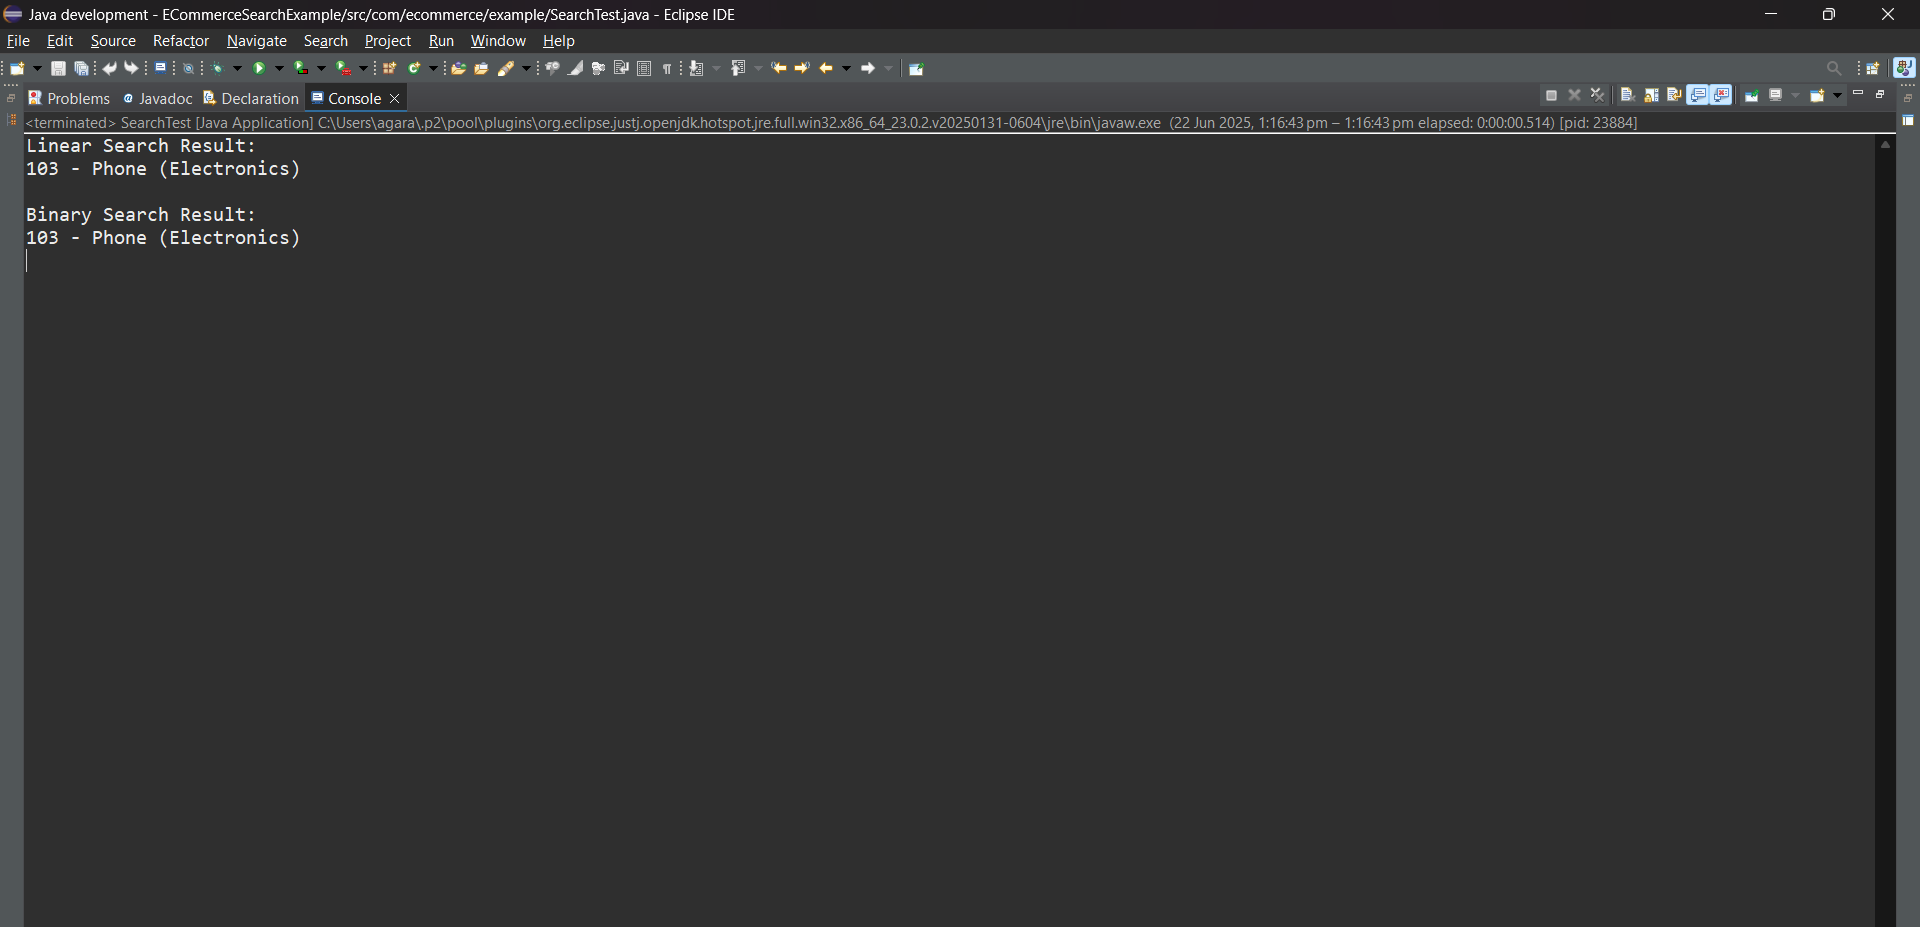 Java development - ECommerceSearchExample/src/com/ecommerce/example/SearchTest.java - Eclipse IDE
File Edit Source Refactor Navigate Search Project Run Window Help
Problems Javadoc Declaration Console
<terminated> SearchTest [Java Application] C:\Users\agara\.p2\pool\plugins\org.eclipse.justj.openjdk.hotspot.jre.full.win32.x86_64_23.0.2.v20250131-0604\jre\bin\javaw.exe (22 Jun 2025, 1:16:43 pm – 1:16:43 pm elapsed: 0:00:00.514) [pid: 23884]
Linear Search Result:
103 - Phone (Electronics)
Binary Search Result:
103 - Phone (Electronics)